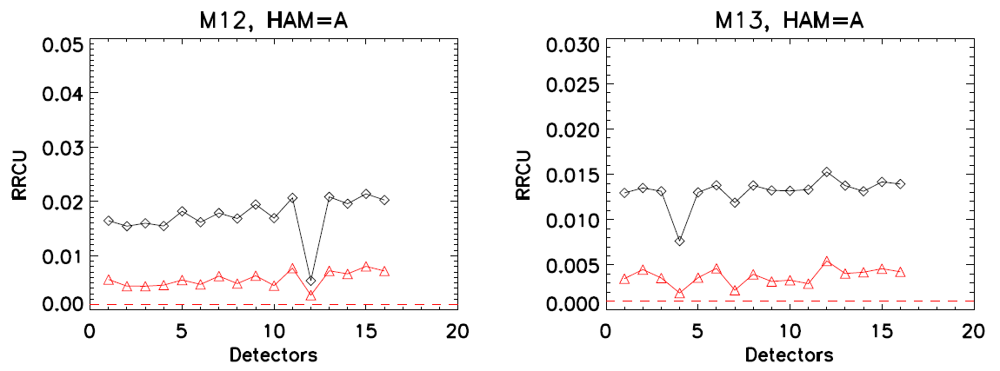 M12, HAM=A
0.05
0.04
0.03
0.02
0.01
0.00
RRCU
0 5 10 15 20
Detectors
M13, HAM=A
0.030
0.025
0.020
0.015
0.010
0.005
0.000
RRCU
0 5 10 15 20
Detectors